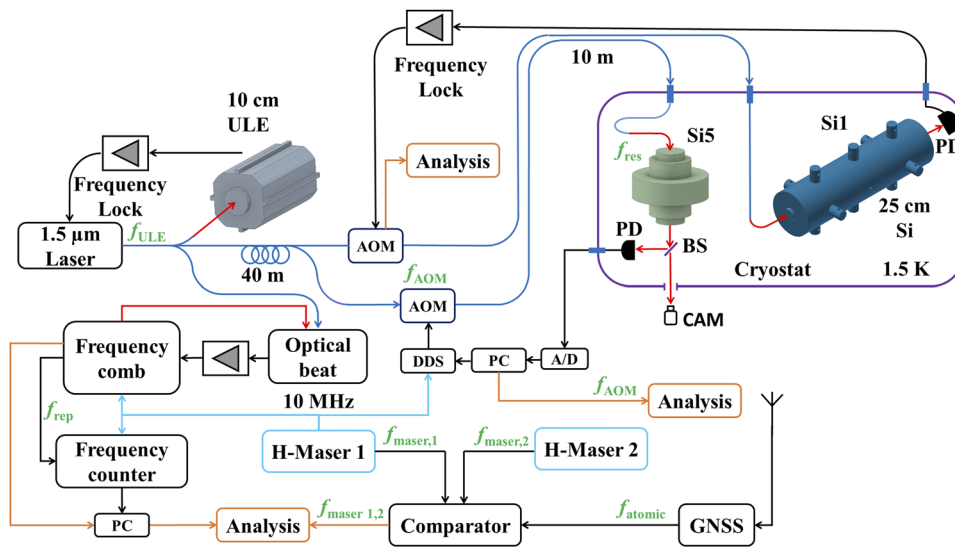 10 m
Frequency
Lock
10 cm
ULE
Frequency
Lock
Analysis
Si5
f_res
Si1
PD
25 cm
Si
1.5 μm
Laser
f_ULE
40 m
AOM
PD
BS
Cryostat
1.5 K
f_AOM
AOM
CAM
Frequency
comb
Optical
beat
DDS
PC
A/D
f_AOM
Analysis
f_rep
10 MHz
Frequency
counter
H-Maser 1
f_maser,1
f_maser,2
H-Maser 2
PC
Analysis
f_maser 1,2
Comparator
f_atomic
GNSS